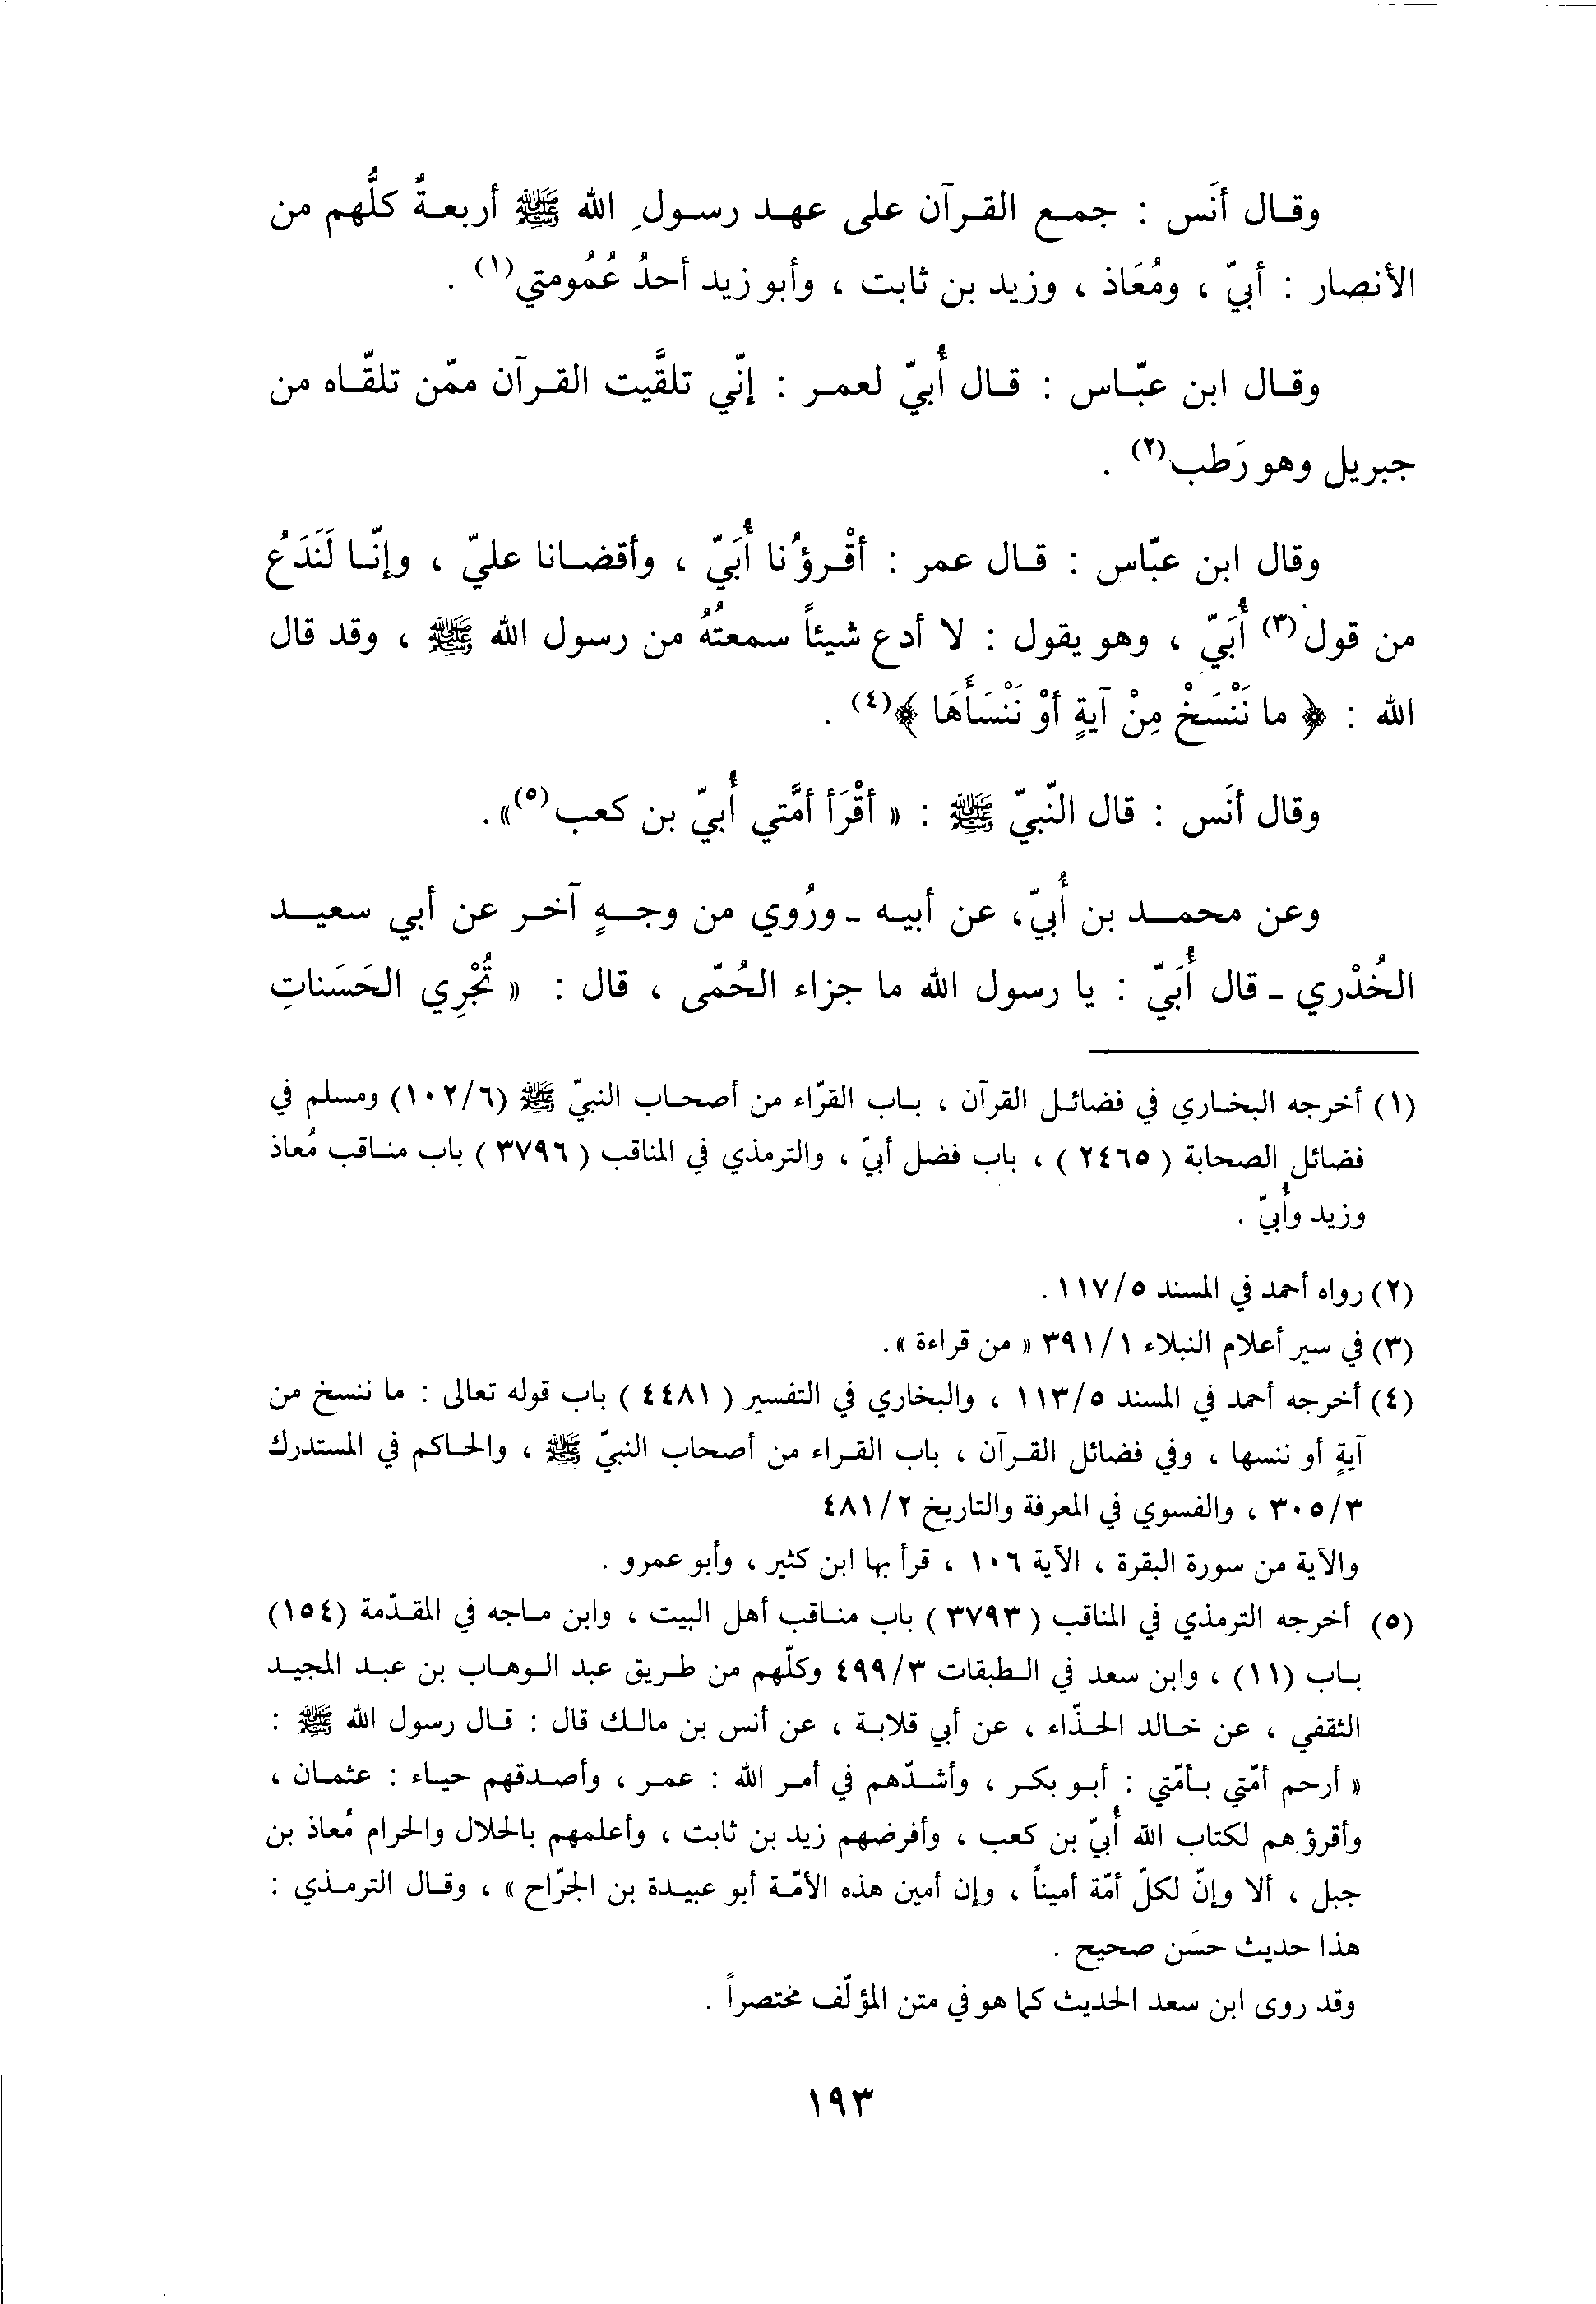 وقال أنَس : جمع القرآن على عهد رسولِ الله ﷺ أربعةٌ كلُّهم من
الأنصار : أبيّ ، ومُعَاذ ، وزيد بن ثابت ، وأبو زيد أحدُ عُمُومتي(١) .
وقال ابن عبّاس : قال أُبيّ لعمر : إنّي تلقَّيت القرآن ممّن تلقّاه من
جبريل وهو رَطب(٢) .
وقال ابن عبّاس : قال عمر : أقْرؤُنا أُبَيّ ، وأقضانا عليّ ، وإنّا لَنَدَعُ
من قول(٣) أُبَيّ ، وهو يقول : لا أدع شيئاً سمعتُهُ من رسول الله ﷺ ، وقد قال
الله : ﴿ ما نَنْسَخْ مِنْ آيةٍ أوْ نَنْسَأَهَا ﴾(٤) .
وقال أنَس : قال النّبيّ ﷺ : « أقْرَأ أمَّتي أُبيّ بن كعب(٥)» .
وعن محمد بن أُبيّ، عن أبيه - ورُوي من وجهٍ آخر عن أبي سعيد
الخُدْري - قال أُبَيّ : يا رسول الله ما جزاء الحُمّى ، قال : « تُجْرِي الحَسَناتِ
(١) أخرجه البخاري في فضائل القرآن ، باب القرّاء من أصحاب النبيّ ﷺ (١٠٢/٦) ومسلم في
فضائل الصحابة ( ٢٤٦٥ ) ، باب فضل أبيّ ، والترمذي في المناقب ( ٣٧٩٦ ) باب مناقب مُعاذ
وزيد وأُبيّ .
(٢) رواه أحمد في المسند ١١٧/٥ .
(٣) في سير أعلام النبلاء ٣٩١/١ « من قراءة » .
(٤) أخرجه أحمد في المسند ١١٣/٥ ، والبخاري في التفسير ( ٤٤٨١ ) باب قوله تعالى : ما ننسخ من
آيةٍ أو ننسها ، وفي فضائل القرآن ، باب القراء من أصحاب النبيّ ﷺ ، والحاكم في المستدرك
٣٠٥/٣ ، والفسوي في المعرفة والتاريخ ٤٨١/٢
والآية من سورة البقرة ، الآية ١٠٦ ، قرأ بها ابن كثير ، وأبو عمرو .
(٥) أخرجه الترمذي في المناقب ( ٣٧٩٣ ) باب مناقب أهل البيت ، وابن ماجه في المقدّمة (١٥٤)
باب (١١) ، وابن سعد في الطبقات ٤٩٩/٣ وكلّهم من طريق عبد الوهاب بن عبد المجيد
الثقفي ، عن خالد الحذّاء ، عن أبي قلابة ، عن أنس بن مالك قال : قال رسول الله ﷺ :
« أرحم أمّتي بأمّتي : أبو بكر ، وأشدّهم في أمر الله : عمر ، وأصدقهم حياء : عثمان ،
وأقرؤهم لكتاب الله أُبيّ بن كعب ، وأفرضهم زيد بن ثابت ، وأعلمهم بالحلال والحرام مُعاذ بن
جبل ، ألا وإنّ لكلّ أمّة أميناً ، وإن أمين هذه الأمّة أبو عبيدة بن الجرّاح » ، وقال الترمذي :
هذا حديث حسَن صحيح .
وقد روى ابن سعد الحديث كما هو في متن المؤلّف مختصراً .
١٩٣